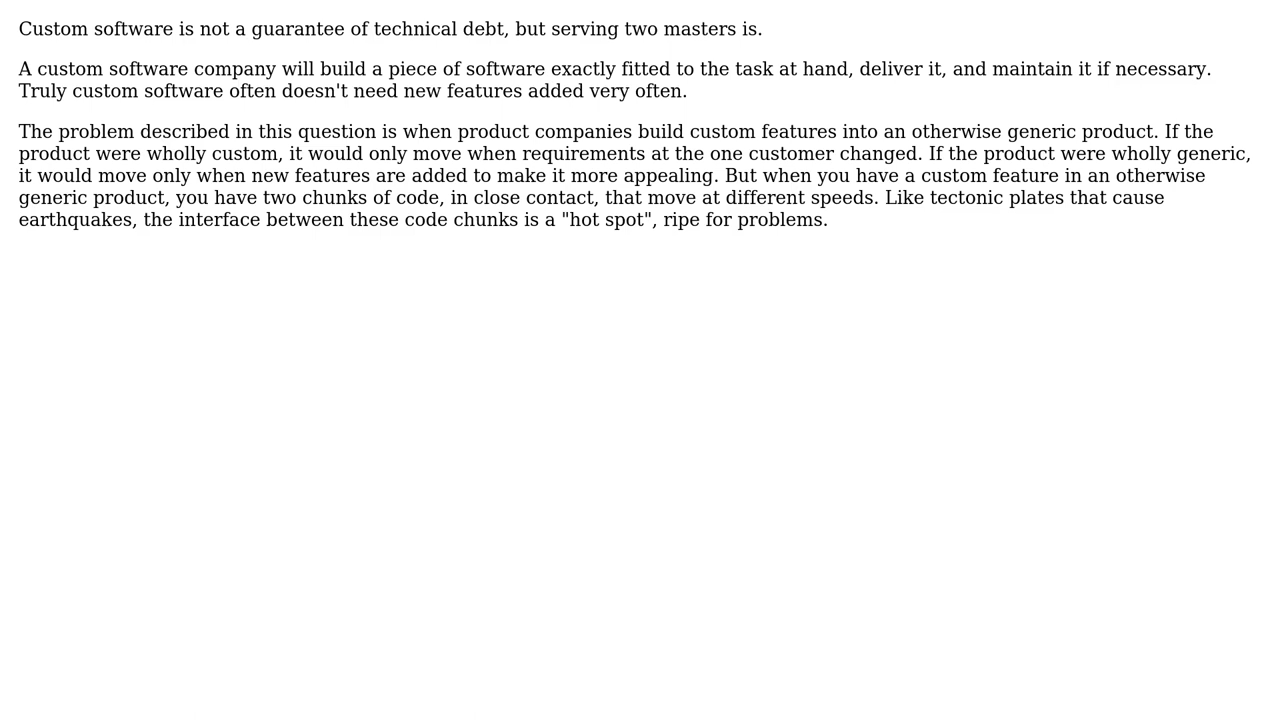 Custom software is not a guarantee of technical debt, but serving two masters is.
A custom software company will build a piece of software exactly fitted to the task at hand, deliver it, and maintain it if necessary.
Truly custom software often doesn't need new features added very often.
The problem described in this question is when product companies build custom features into an otherwise generic product. If the
product were wholly custom, it would only move when requirements at the one customer changed. If the product were wholly generic,
it would move only when new features are added to make it more appealing. But when you have a custom feature in an otherwise
generic product, you have two chunks of code, in close contact, that move at different speeds. Like tectonic plates that cause
earthquakes, the interface between these code chunks is a "hot spot", ripe for problems.